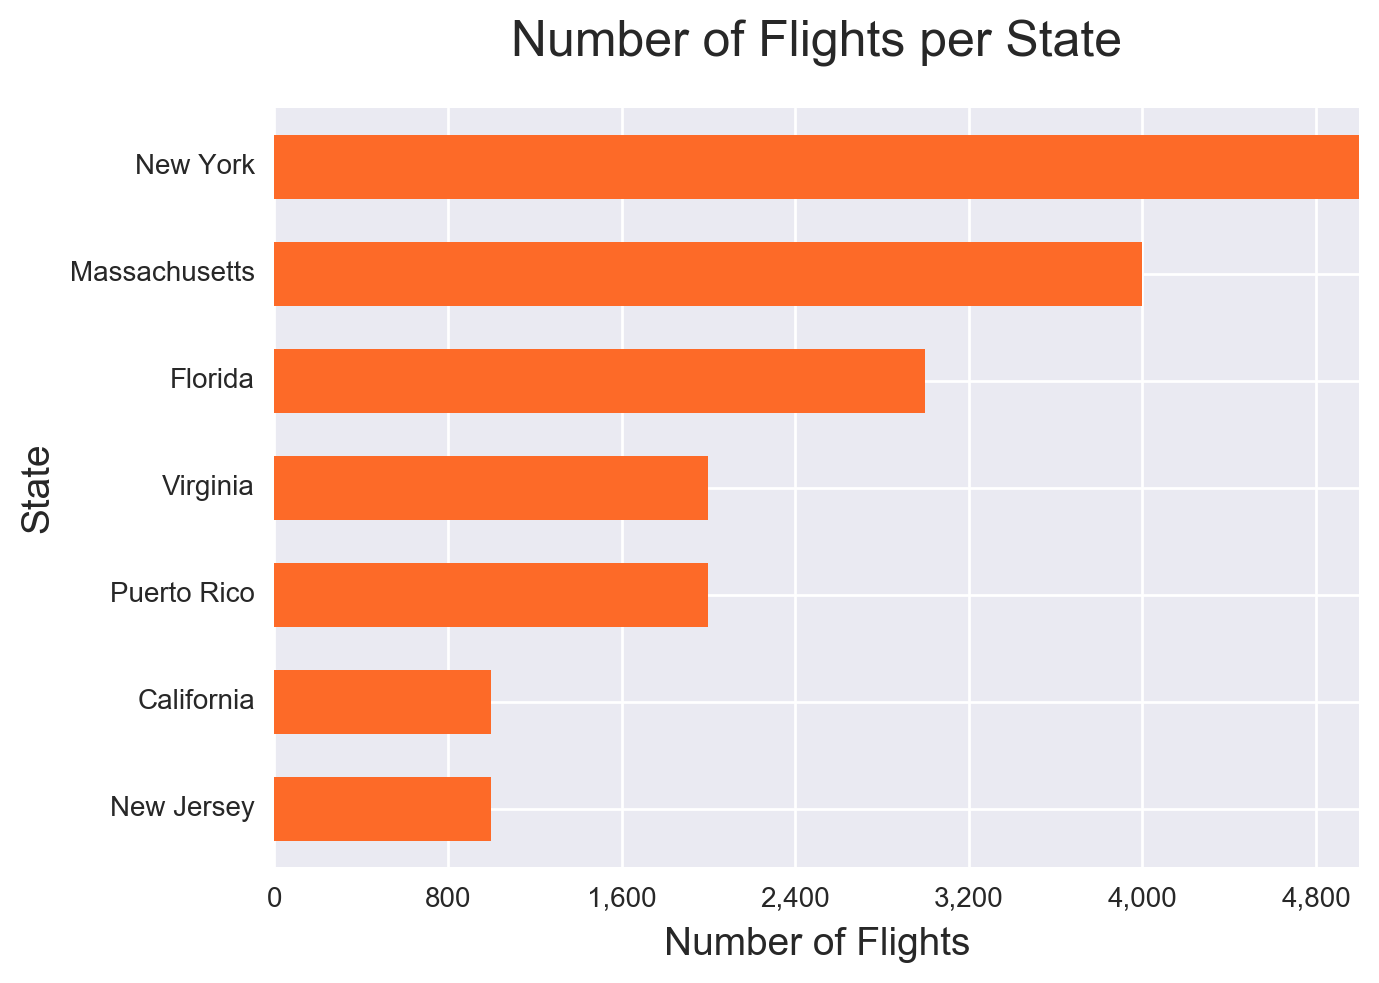 Number of Flights per State
New York
Massachusetts
Florida
Virginia
Puerto Rico
California
New Jersey
State
0 800 1,600 2,400 3,200 4,000 4,800
Number of Flights